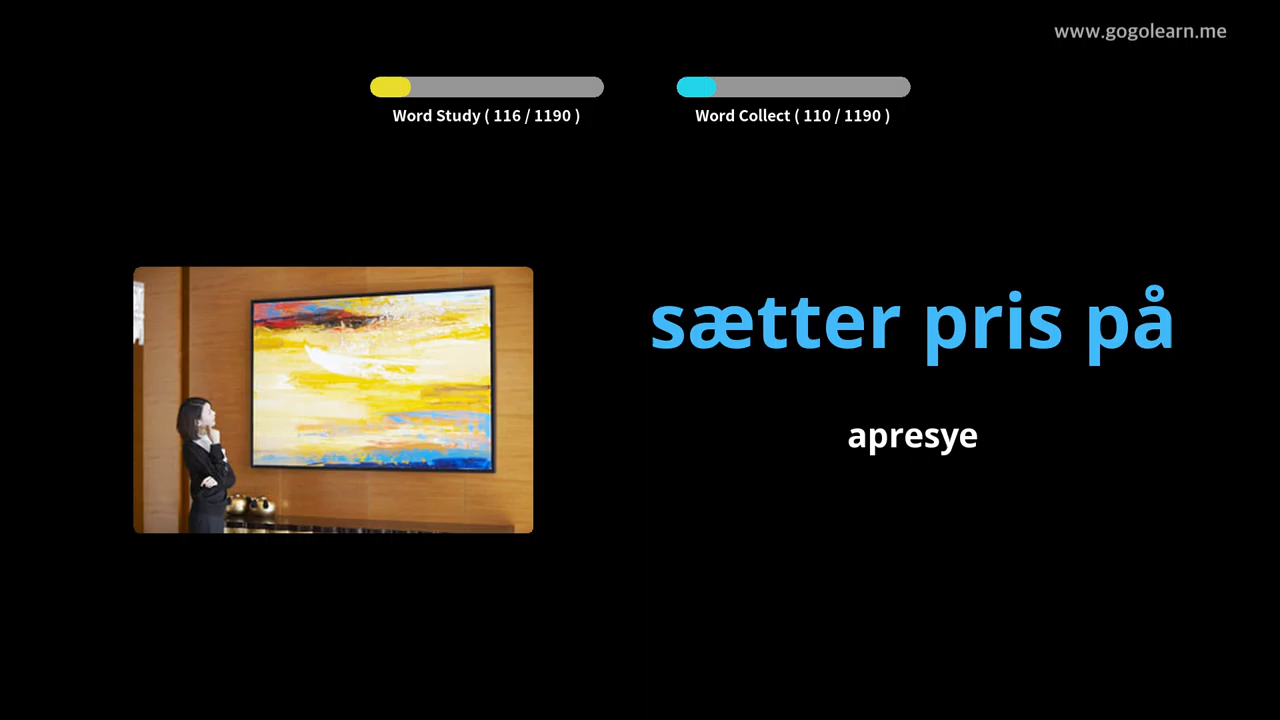 www.gogolearn.me
Word Study ( 116 / 1190 )
Word Collect ( 110 / 1190 )
sætter pris på
apresye